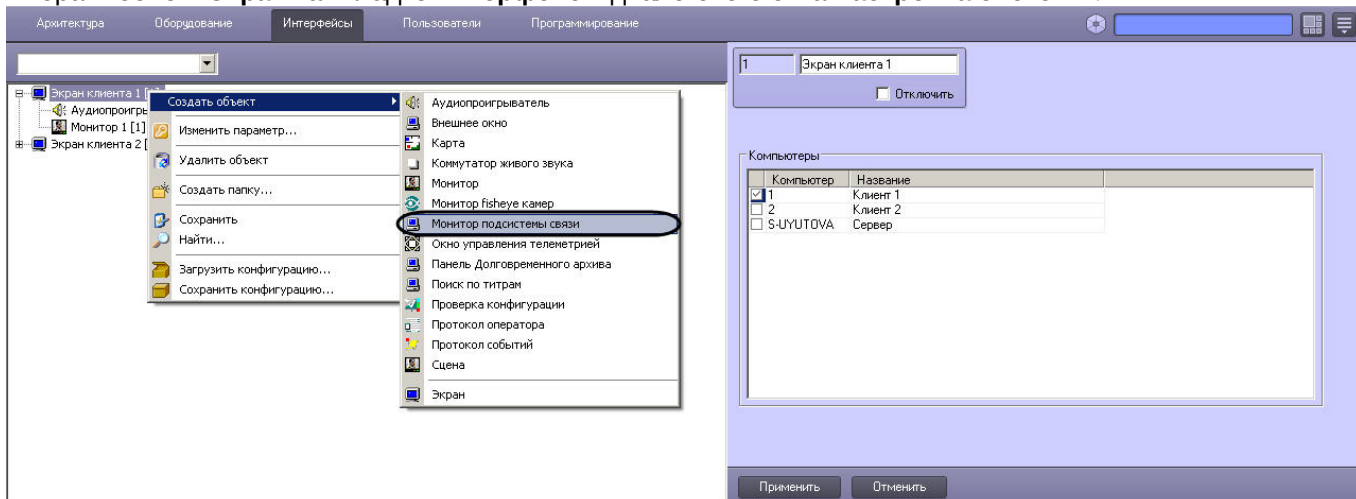 Архитектура Оборудование Интерфейсы Пользователи Программирование
Экран клиента 1
Аудиопроигры
Монитор 1 [1]
Экран клиента 2 [
Создать объект
Изменить параметр...
Удалить объект
Создать папку...
Сохранить
Найти...
Загрузить конфигурацию...
Сохранить конфигурацию...
Аудиопроигрыватель
Внешнее окно
Карта
Коммутатор живого звука
Монитор
Монитор fisheye камер
Монитор подсистемы связи
Окно управления телеметрией
Панель Долговременного архива
Поиск по титрам
Проверка конфигурации
Протокол оператора
Протокол событий
Сцена
Экран
1 Экран клиента 1
Отключить
Компьютеры
Компьютер Название
1 Клиент 1
2 Клиент 2
S-UYUTOVA Сервер
Применить Отменить